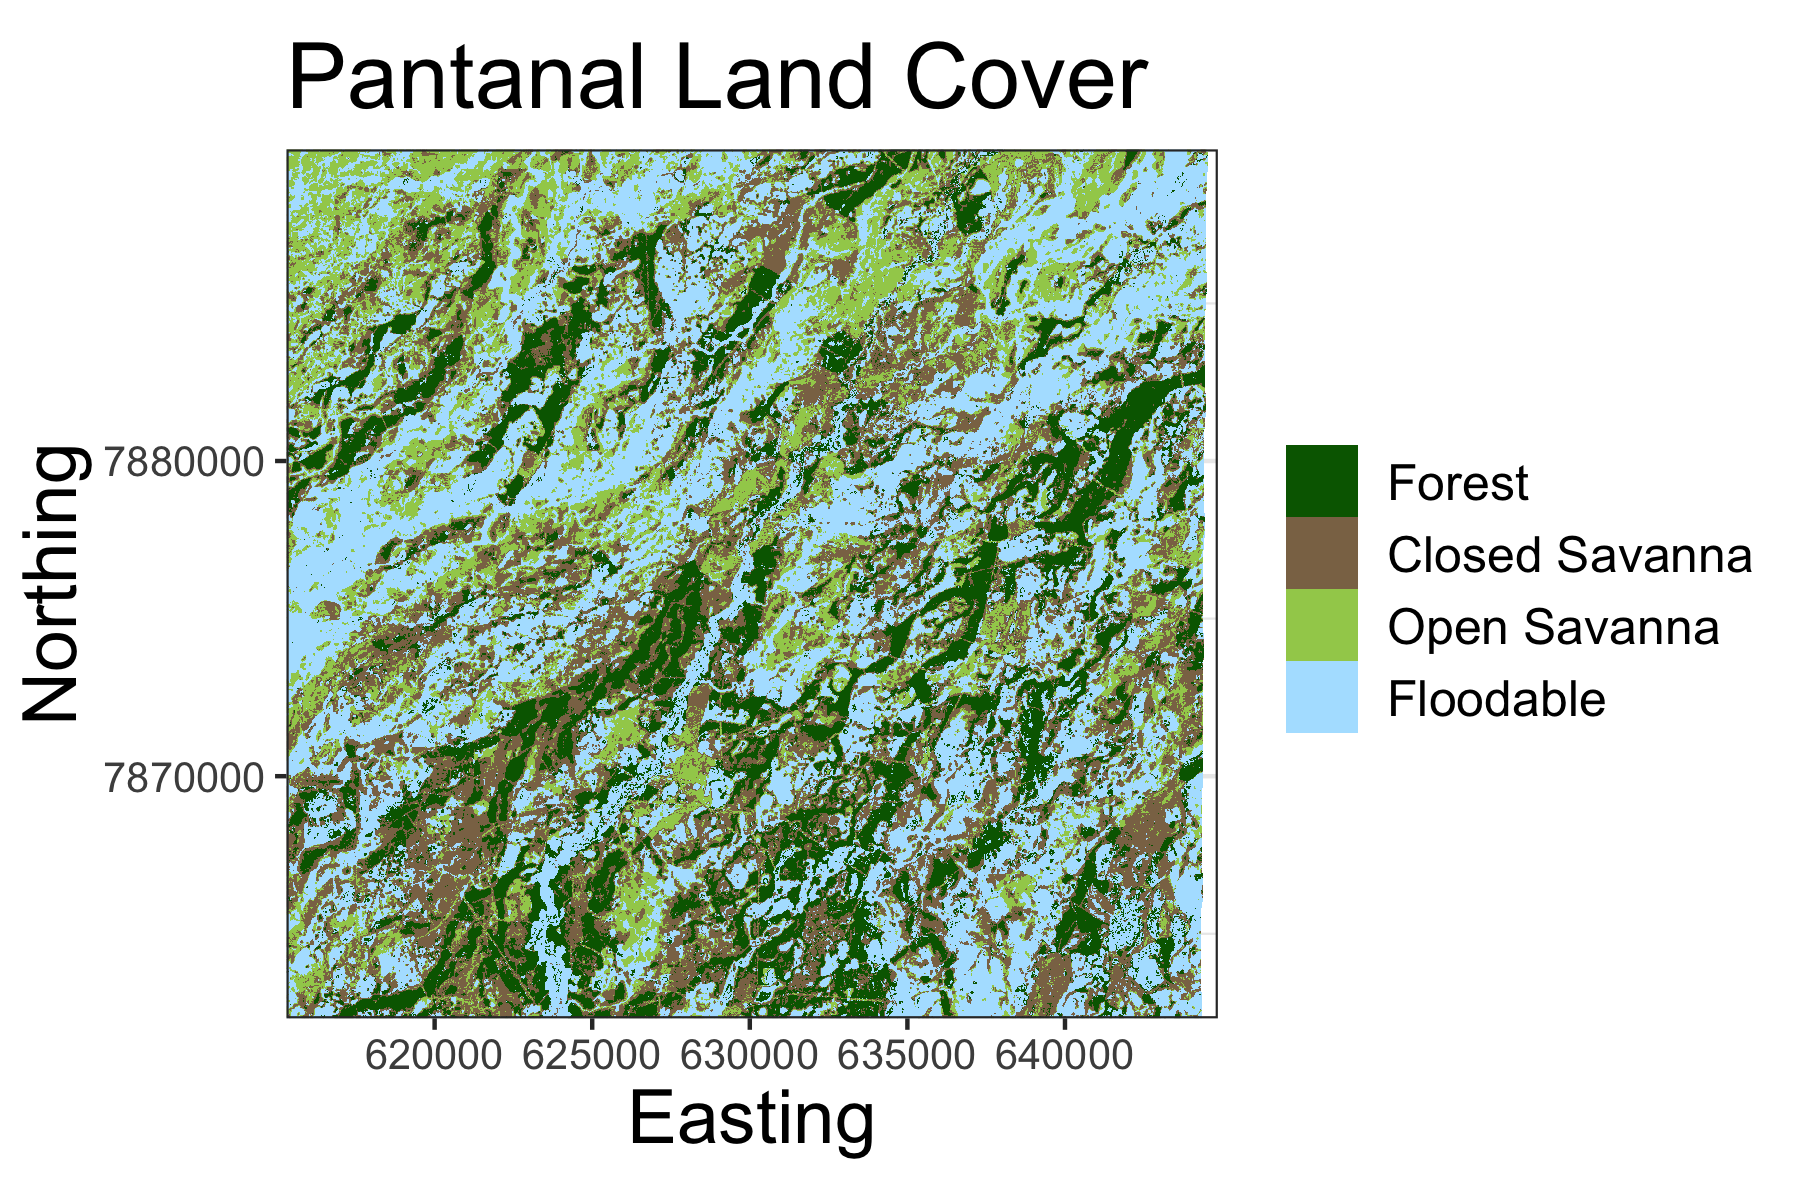 Pantanal Land Cover
Northing
7880000
7870000
620000 625000 630000 635000 640000
Easting
Forest
Closed Savanna
Open Savanna
Floodable